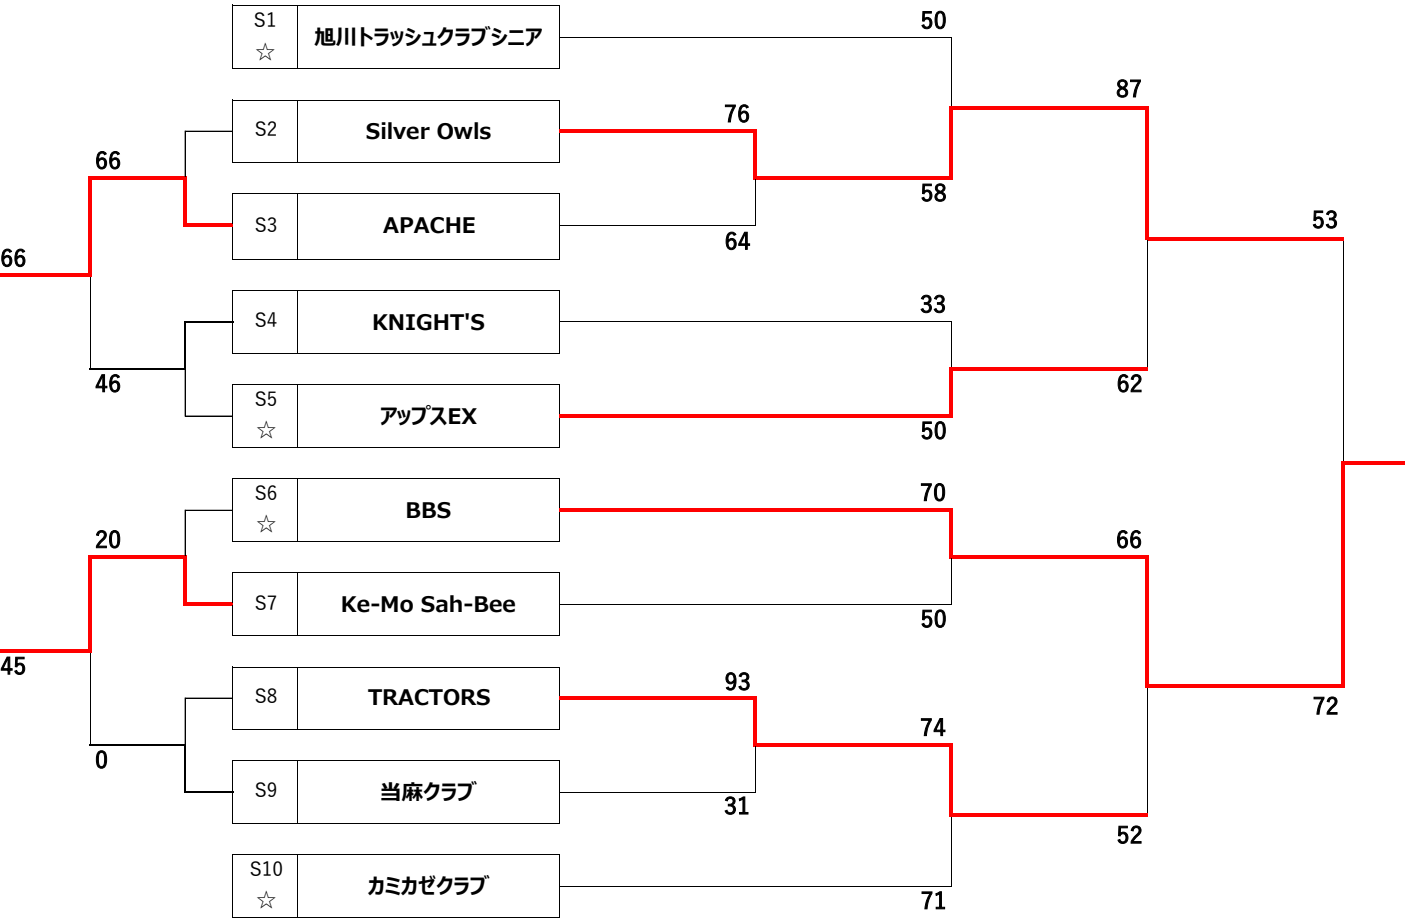 S1
☆
旭川トラッシュクラブシニア
50
87
S2
Silver Owls
76
66
58
S3
APACHE
64
53
66
S4
KNIGHT'S
33
46
62
S5
☆
アップスEX
50
S6
☆
BBS
70
20
66
S7
Ke-Mo Sah-Bee
50
45
S8
TRACTORS
93
74
72
0
S9
当麻クラブ
31
52
S10
☆
カミカゼクラブ
71